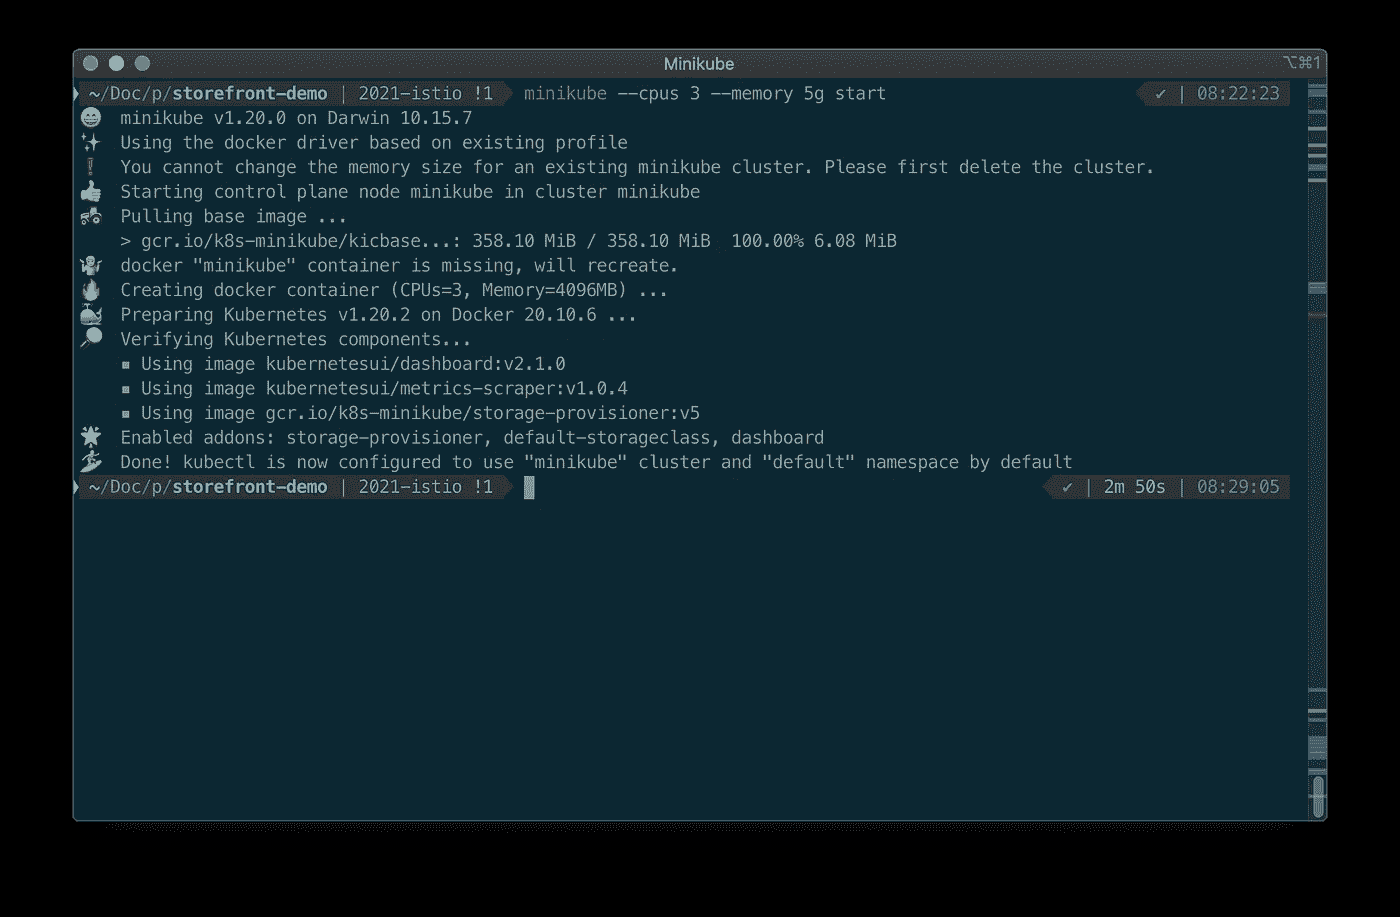 Minikube ⌥⌘1
~/Doc/p/storefront-demo | 2021-istio !1 minikube --cpus 3 --memory 5g start ✔ | 08:22:23
😄 minikube v1.20.0 on Darwin 10.15.7
✨ Using the docker driver based on existing profile
❗ You cannot change the memory size for an existing minikube cluster. Please first delete the cluster.
👍 Starting control plane node minikube in cluster minikube
🚜 Pulling base image ...
> gcr.io/k8s-minikube/kicbase...: 358.10 MiB / 358.10 MiB 100.00% 6.08 MiB
🤷 docker "minikube" container is missing, will recreate.
🔥 Creating docker container (CPUs=3, Memory=4096MB) ...
🐳 Preparing Kubernetes v1.20.2 on Docker 20.10.6 ...
🔎 Verifying Kubernetes components...
▪ Using image kubernetesui/dashboard:v2.1.0
▪ Using image kubernetesui/metrics-scraper:v1.0.4
▪ Using image gcr.io/k8s-minikube/storage-provisioner:v5
🌟 Enabled addons: storage-provisioner, default-storageclass, dashboard
🏄 Done! kubectl is now configured to use "minikube" cluster and "default" namespace by default
~/Doc/p/storefront-demo | 2021-istio !1 ✔ | 2m 50s | 08:29:05